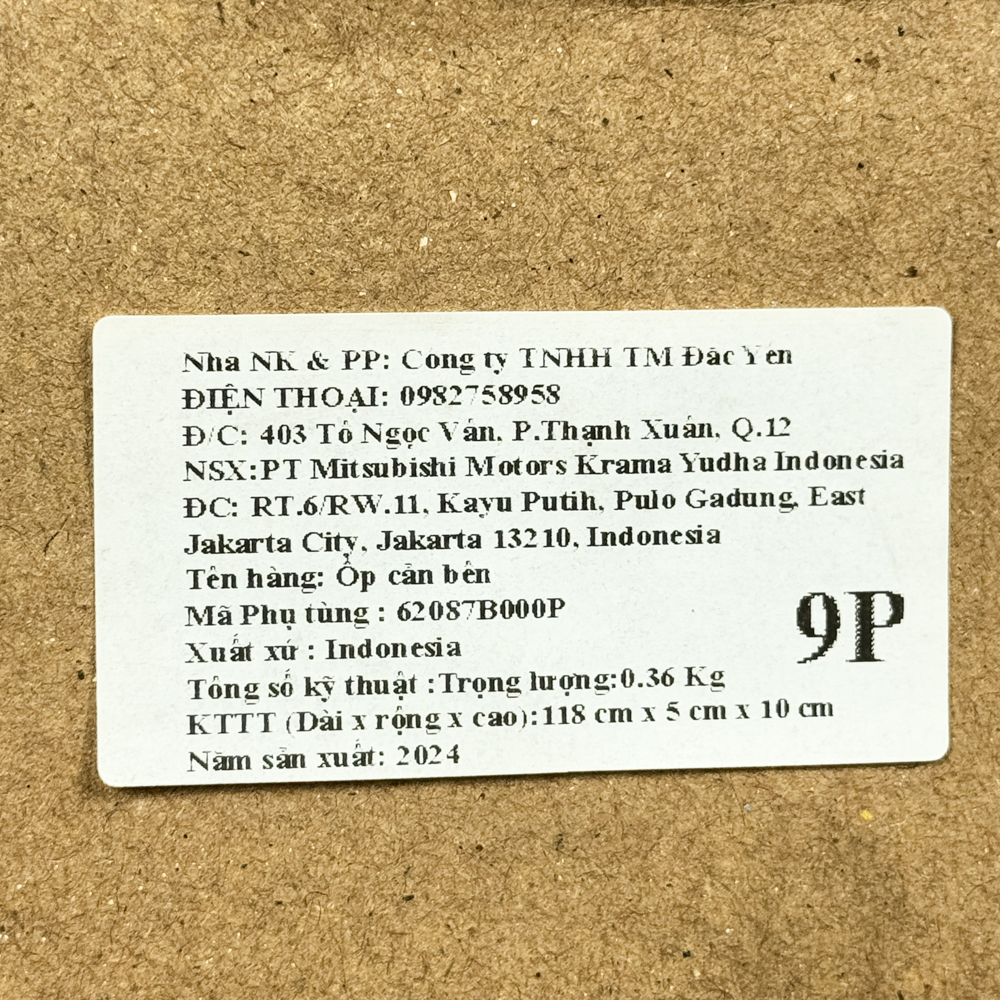 Nhà NK & PP: Công ty TNHH TM Đắc Yến
ĐIỆN THOẠI: 0982758958
Đ/C: 403 Tô Ngọc Vân, P.Thạnh Xuân, Q.12
NSX:PT Mitsubishi Motors Krama Yudha Indonesia
ĐC: RT.6/RW.11, Kayu Putih, Pulo Gadung, East
Jakarta City, Jakarta 13210, Indonesia
Tên hàng: Ốp cản bên
Mã Phụ tùng : 62087B000P
9P
Xuất xứ : Indonesia
Tông số kỹ thuật :Trọng lượng:0.36 Kg
KTTT (Dài x rộng x cao):118 cm x 5 cm x 10 cm
Năm sản xuất: 2024